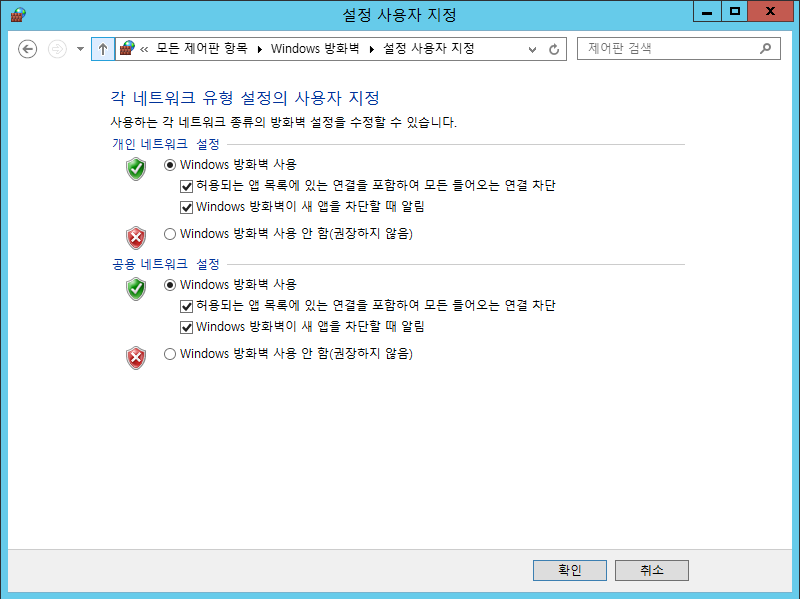 설정 사용자 지정
« 모든 제어판 항목 ▸ Windows 방화벽 ▸ 설정 사용자 지정
제어판 검색
각 네트워크 유형 설정의 사용자 지정
사용하는 각 네트워크 종류의 방화벽 설정을 수정할 수 있습니다.
개인 네트워크 설정
Windows 방화벽 사용
허용되는 앱 목록에 있는 연결을 포함하여 모든 들어오는 연결 차단
Windows 방화벽이 새 앱을 차단할 때 알림
Windows 방화벽 사용 안 함(권장하지 않음)
공용 네트워크 설정
Windows 방화벽 사용
허용되는 앱 목록에 있는 연결을 포함하여 모든 들어오는 연결 차단
Windows 방화벽이 새 앱을 차단할 때 알림
Windows 방화벽 사용 안 함(권장하지 않음)
확인
취소